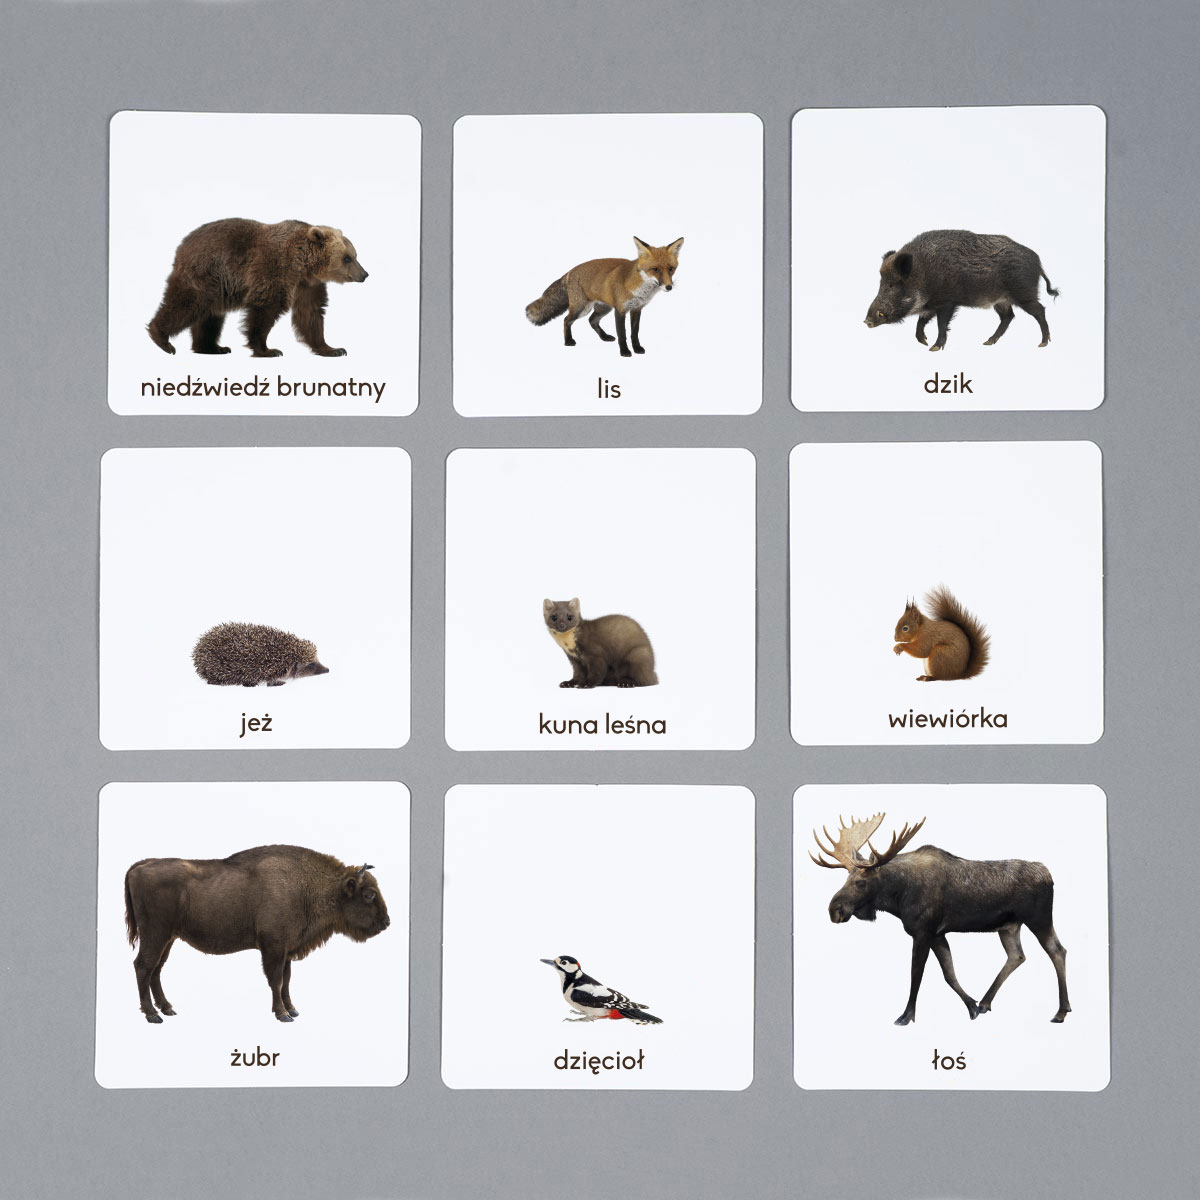 niedźwiedź brunatny
lis
dzik
jeż
kuna leśna
wiewiórka
żubr
dzięcioł
łoś